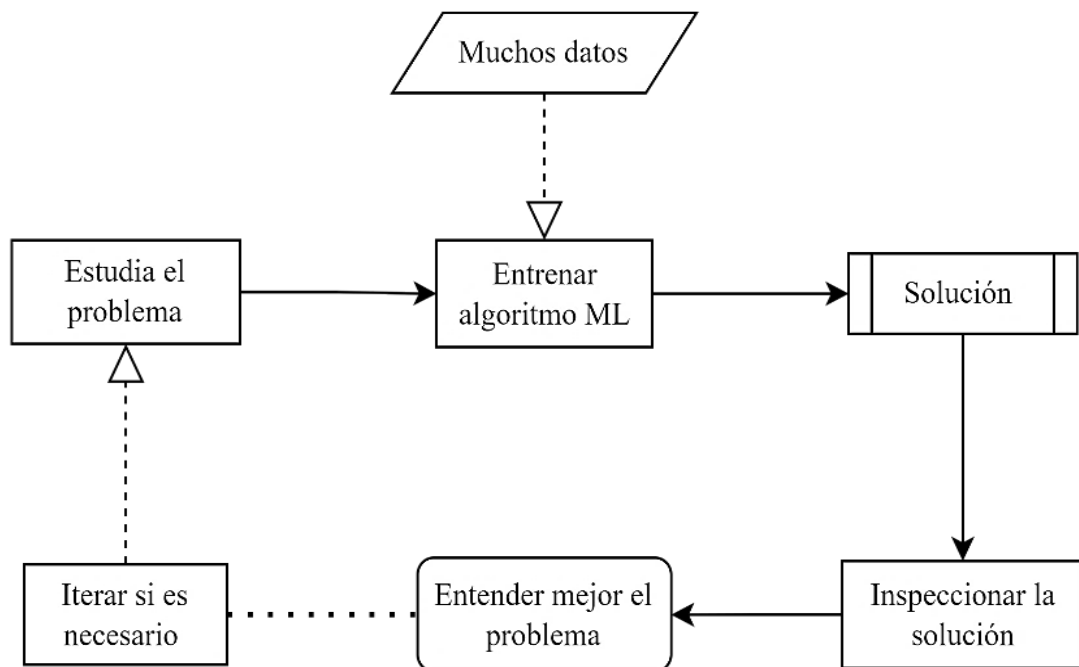 Muchos datos
Estudia el
problema
Entrenar
algoritmo ML
Solución
Iterar si es
necesario
Entender mejor el
problema
Inspeccionar la
solución